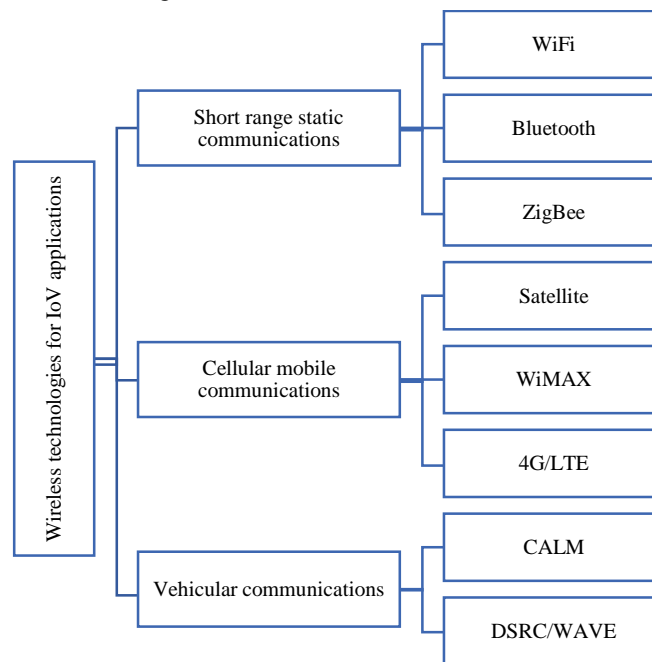 Wireless technologies for IoV applications
Short range static
communications
WiFi
Bluetooth
ZigBee
Cellular mobile
communications
Satellite
WiMAX
4G/LTE
Vehicular communications
CALM
DSRC/WAVE